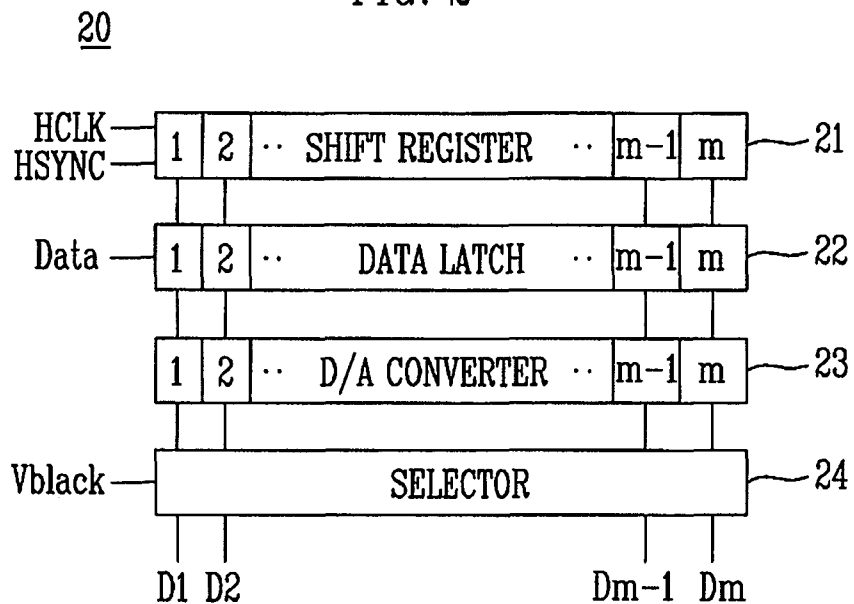 20
HCLK
HSYNC
1 2 ·· SHIFT REGISTER ·· m-1 m
21
Data
1 2 ·· DATA LATCH ·· m-1 m
22
1 2 ·· D/A CONVERTER ·· m-1 m
23
Vblack
SELECTOR
24
D1 D2 Dm-1 Dm